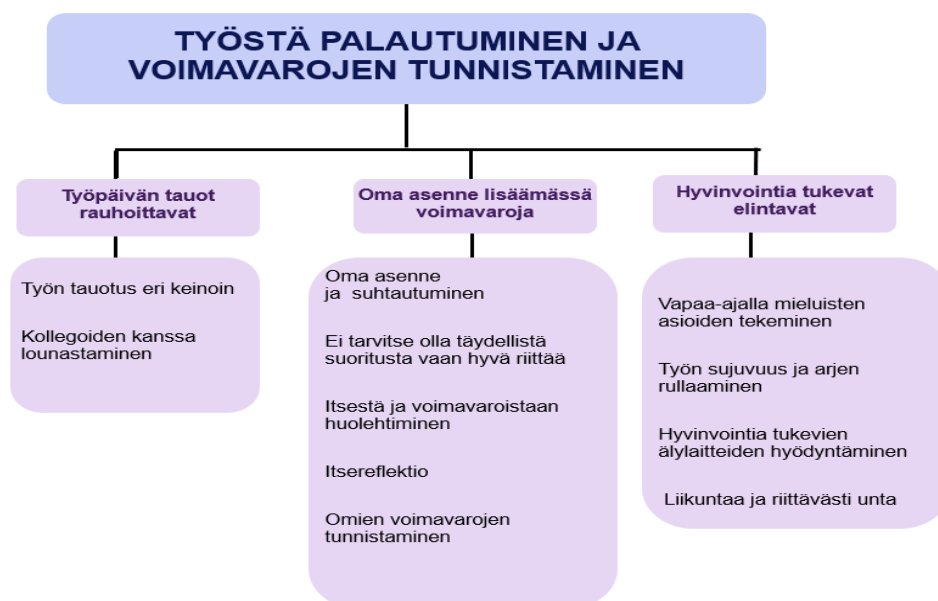 TYÖSTÄ PALAUTUMINEN JA
VOIMAVAROJEN TUNNISTAMINEN
Työpäivän tauot
rauhoittavat
Työn tauotus eri keinoin
Kollegoiden kanssa
lounastaminen
Oma asenne lisäämässä
voimavaroja
Oma asenne
ja suhtautuminen
Ei tarvitse olla täydellistä
suoritusta vaan hyvä riittää
Itsestä ja voimavaroistaan
huolehtiminen
Itsereflektio
Omien voimavarojen
tunnistaminen
Hyvinvointia tukevat
elintavat
Vapaa-ajalla mieluisten
asioiden tekeminen
Työn sujuvuus ja arjen
rullaaminen
Hyvinvointia tukevien
älylaitteiden hyödyntäminen
Liikuntaa ja riittävästi unta